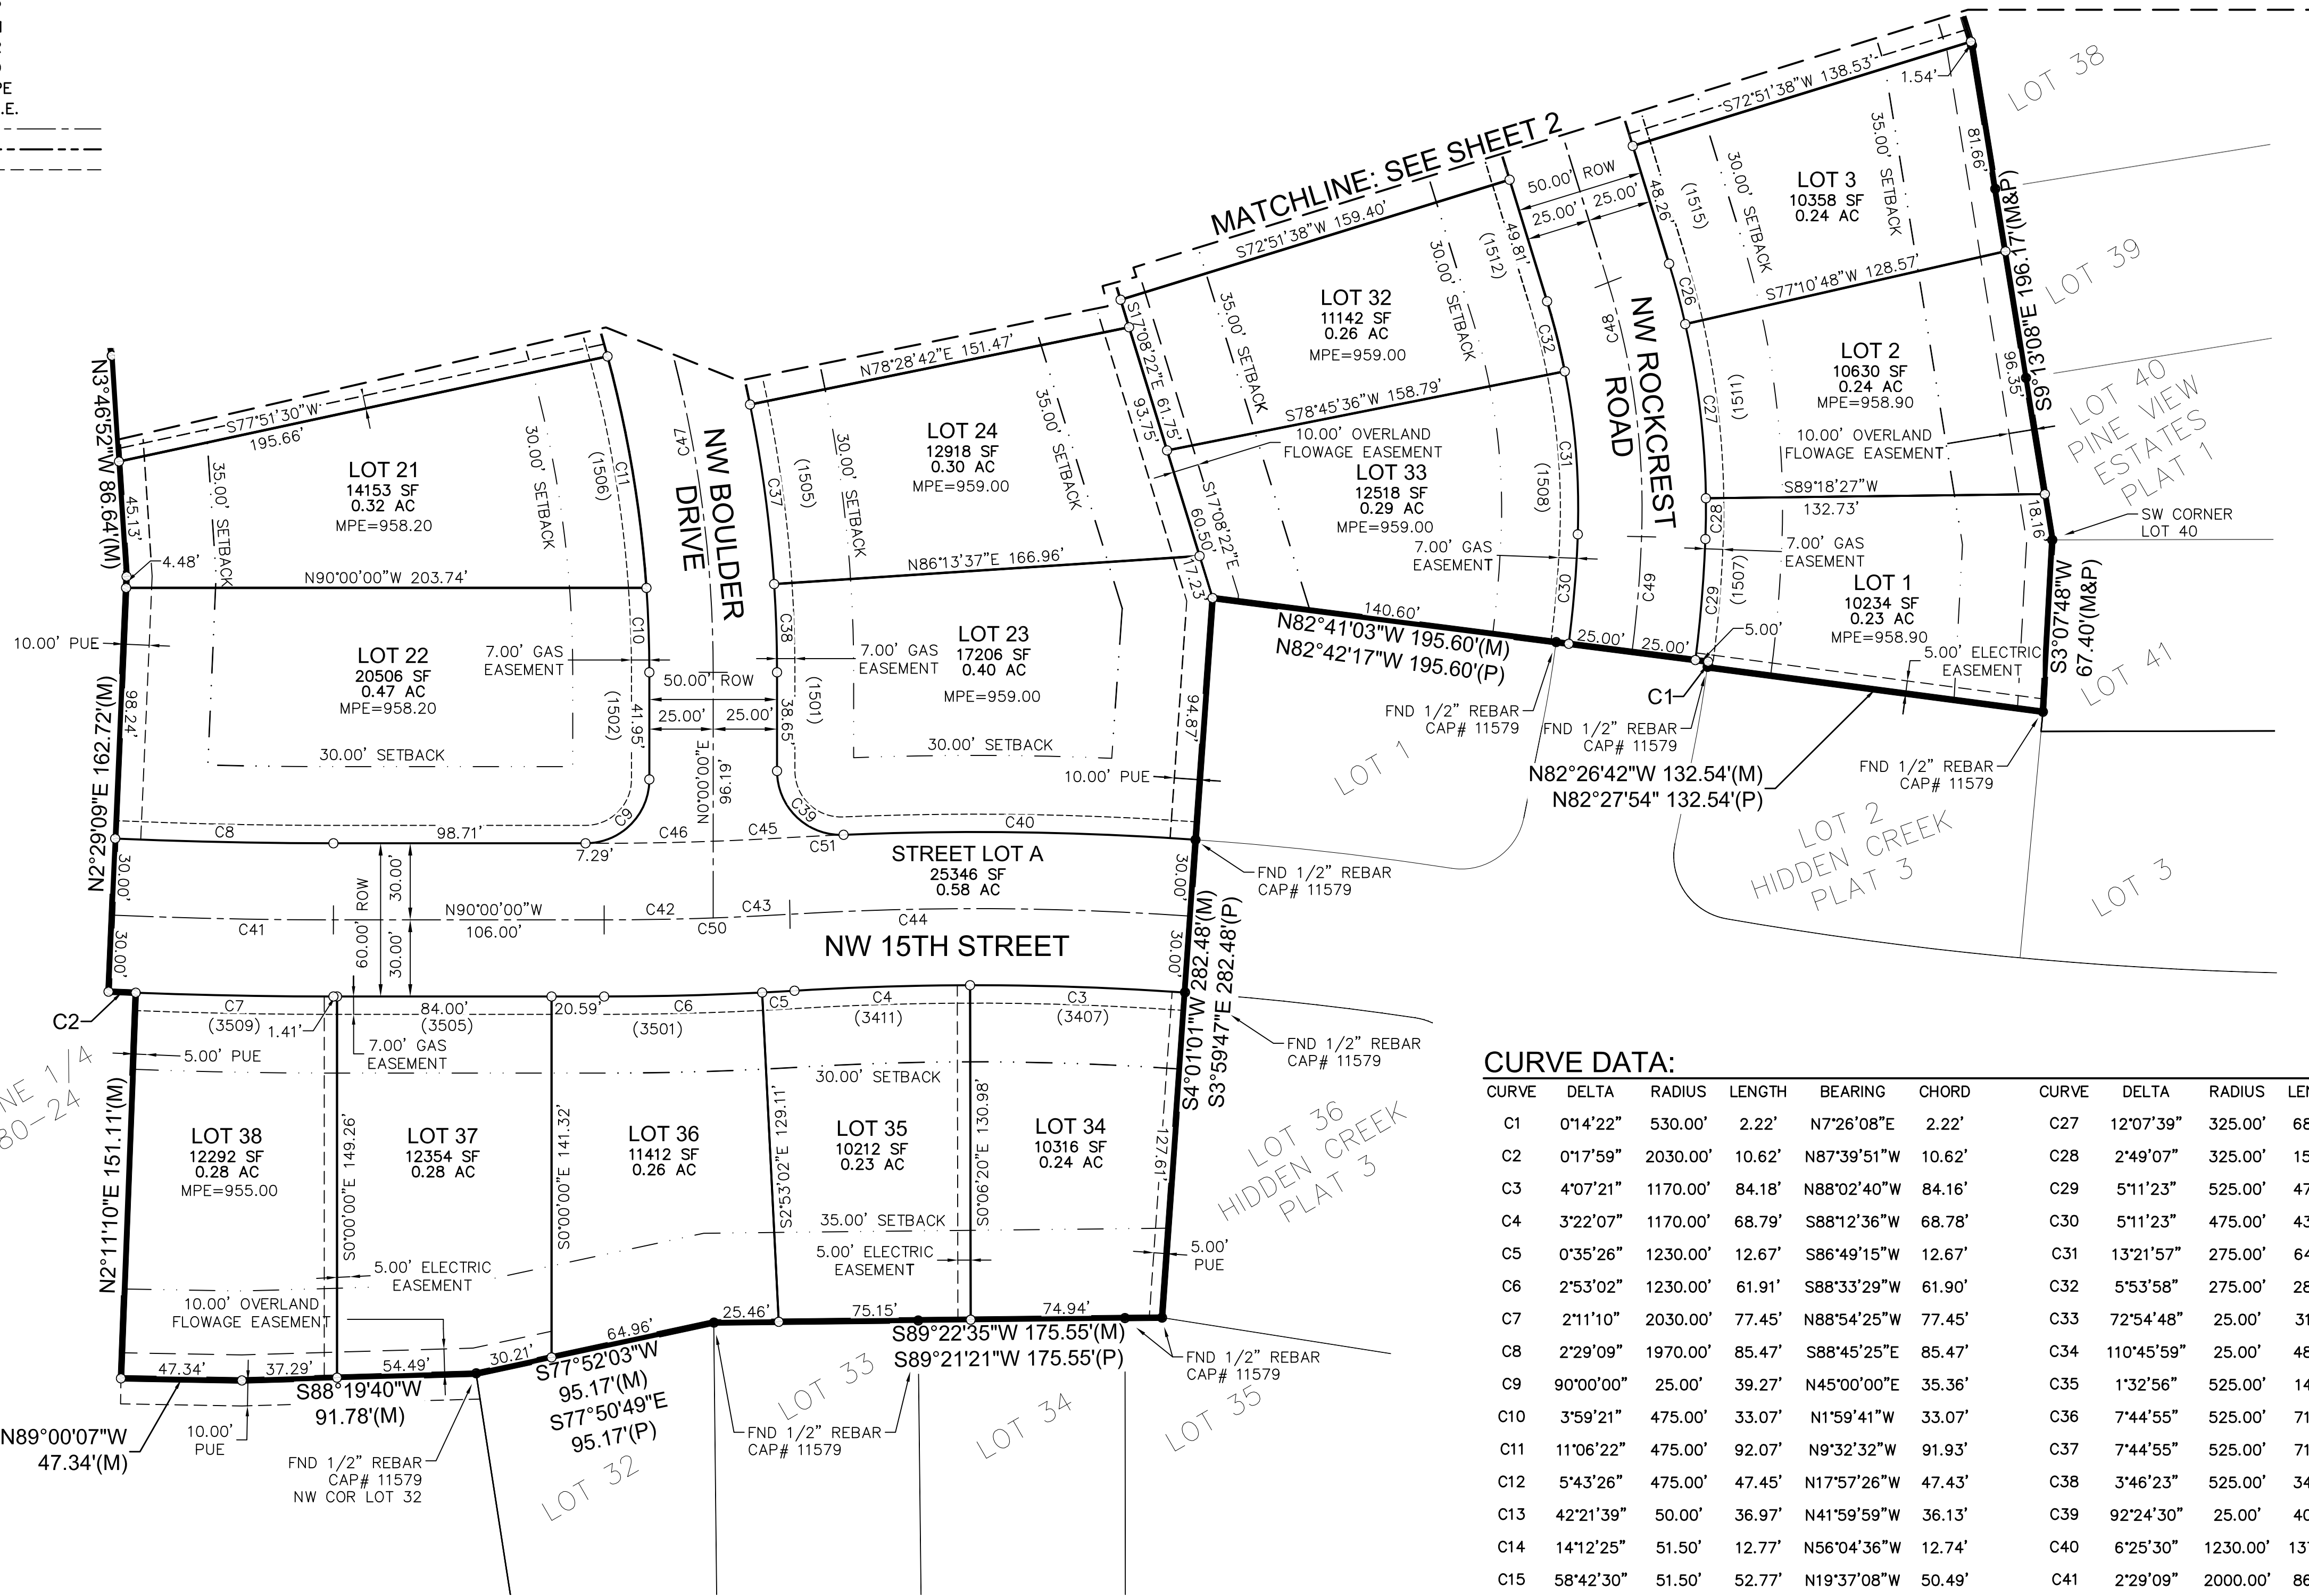 PE
.E.
MATCHLINE: SEE SHEET 2
S72°51'38"W 138.53'
1.54'
LOT 38
35.00' SETBACK
30.00' SETBACK
81.66'
LOT 3
10358 SF
0.24 AC
50.00' ROW
25.00' 25.00'
48.26'
(1515)
S72°51'38"W 159.40'
49.81'
(1512)
30.00' SETBACK
35.00' SETBACK
LOT 32
11142 SF
0.26 AC
MPE=959.00
C32
C48
C26
S77°10'48"W 128.57'
S9°13'08"E 196.17'(M&P)
LOT 39
NW ROCKCREST
ROAD
LOT 2
10630 SF
0.24 AC
MPE=958.90
C27
(1511)
96.35'
10.00' OVERLAND
FLOWAGE EASEMENT
LOT 40
PINE VIEW
ESTATES
PLAT 1
S89°18'27"W
132.73'
18.16'
SW CORNER
LOT 40
C28
7.00' GAS
EASEMENT
(1507)
C29
LOT 1
10234 SF
0.23 AC
MPE=958.90
5.00'
5.00' ELECTRIC
EASEMENT
S3°07'48"W
67.40'(M&P)
LOT 41
N3°46'52"W 86.64'(M)
S77°51'30"W
195.66'
45.13'
35.00' SETBACK
LOT 21
14153 SF
0.32 AC
MPE=958.20
30.00' SETBACK
(1506)
C11
C47
NW BOULDER
DRIVE
4.48'
N90°00'00"W 203.74'
N78°28'42"E 151.47'
S17°08'22"E 61.75'
93.75'
LOT 24
12918 SF
0.30 AC
MPE=959.00
35.00' SETBACK
C37
(1505)
30.00' SETBACK
S78°45'36"W 158.79'
10.00' OVERLAND
FLOWAGE EASEMENT
LOT 33
12518 SF
0.29 AC
MPE=959.00
C31
(1508)
7.00' GAS
EASEMENT
C30
C49
S17°08'22"E
60.50'
17.23'
N86°13'37"E 166.96'
140.60'
25.00'
25.00'
N82°41'03"W 195.60'(M)
N82°42'17"W 195.60'(P)
C1
FND 1/2" REBAR
CAP# 11579
FND 1/2" REBAR
CAP# 11579
FND 1/2" REBAR
CAP# 11579
N82°26'42"W 132.54'(M)
N82°27'54" 132.54'(P)
10.00' PUE
N2°29'09"E 162.72'(M)
98.24'
LOT 22
20506 SF
0.47 AC
MPE=958.20
7.00' GAS
EASEMENT
C10
(1502)
41.95'
30.00' SETBACK
50.00' ROW
25.00' 25.00'
N0°00'00"E
96.16'
C38
38.65'
(1501)
7.00' GAS
EASEMENT
LOT 23
17206 SF
0.40 AC
MPE=959.00
30.00' SETBACK
94.87'
10.00' PUE
LOT 1
LOT 2
HIDDEN CREEK
PLAT 3
LOT 3
C8
98.71'
C9
7.29'
C46
C45
C39
C51
C40
STREET LOT A
25346 SF
0.58 AC
30.00'
30.00'
60.00' ROW
30.00'
30.00'
N90°00'00"W
106.00'
C41
C42
C43
C50
C44
NW 15TH STREET
30.00'
30.00'
FND 1/2" REBAR
CAP# 11579
S4°01'01"W 282.48'(M)
S3°59'47"E 282.48'(P)
FND 1/2" REBAR
CAP# 11579
C2
C7
(3509)
1.41'
84.00'
(3505)
20.59'
C6
(3501)
C5
C4
(3411)
C3
(3407)
5.00' PUE
7.00' GAS
EASEMENT
30.00' SETBACK
NE 1/4
80-24
N2°11'10"E 151.11'(M)
LOT 38
12292 SF
0.28 AC
MPE=955.00
S0°00'00"E 149.26'
LOT 37
12354 SF
0.28 AC
S0°00'00"E 141.32'
LOT 36
11412 SF
0.26 AC
S2°53'02"E 129.11'
LOT 35
10212 SF
0.23 AC
S0°06'20"E 130.98'
LOT 34
10316 SF
0.24 AC
127.61'
LOT 36
HIDDEN CREEK
PLAT 3
35.00' SETBACK
5.00' ELECTRIC
EASEMENT
5.00' ELECTRIC
EASEMENT
5.00'
PUE
10.00' OVERLAND
FLOWAGE EASEMENT
47.34'
37.29'
54.49'
30.21'
64.96'
25.46'
75.15'
74.94'
S88°19'40"W
91.78'(M)
S77°52'03"W
95.17'(M)
S77°50'49"E
95.17'(P)
S89°22'35"W 175.55'(M)
S89°21'21"W 175.55'(P)
FND 1/2" REBAR
CAP# 11579
N89°00'07"W
47.34'(M)
10.00'
PUE
FND 1/2" REBAR
CAP# 11579
NW COR LOT 32
FND 1/2" REBAR
CAP# 11579
LOT 32
LOT 33
LOT 34
LOT 35
CURVE DATA:
CURVE DELTA RADIUS LENGTH BEARING CHORD CURVE DELTA RADIUS LEN
C1 0°14'22" 530.00' 2.22' N7°26'08"E 2.22' C27 12°07'39" 325.00' 68
C2 0°17'59" 2030.00' 10.62' N87°39'51"W 10.62' C28 2°49'07" 325.00' 15
C3 4°07'21" 1170.00' 84.18' N88°02'40"W 84.16' C29 5°11'23" 525.00' 47
C4 3°22'07" 1170.00' 68.79' S88°12'36"W 68.78' C30 5°11'23" 475.00' 43
C5 0°35'26" 1230.00' 12.67' S86°49'15"W 12.67' C31 13°21'57" 275.00' 64
C6 2°53'02" 1230.00' 61.91' S88°33'29"W 61.90' C32 5°53'58" 275.00' 28
C7 2°11'10" 2030.00' 77.45' N88°54'25"W 77.45' C33 72°54'48" 25.00' 31
C8 2°29'09" 1970.00' 85.47' S88°45'25"E 85.47' C34 110°45'59" 25.00' 48
C9 90°00'00" 25.00' 39.27' N45°00'00"E 35.36' C35 1°32'56" 525.00' 14
C10 3°59'21" 475.00' 33.07' N1°59'41"W 33.07' C36 7°44'55" 525.00' 71
C11 11°06'22" 475.00' 92.07' N9°32'32"W 91.93' C37 7°44'55" 525.00' 71
C12 5°43'26" 475.00' 47.45' N17°57'26"W 47.43' C38 3°46'23" 525.00' 34
C13 42°21'39" 50.00' 36.97' N41°59'59"W 36.13' C39 92°24'30" 25.00' 40
C14 14°12'25" 51.50' 12.77' N56°04'36"W 12.74' C40 6°25'30" 1230.00' 137
C15 58°42'30" 51.50' 52.77' N19°37'08"W 50.49' C41 2°29'09" 2000.00' 86